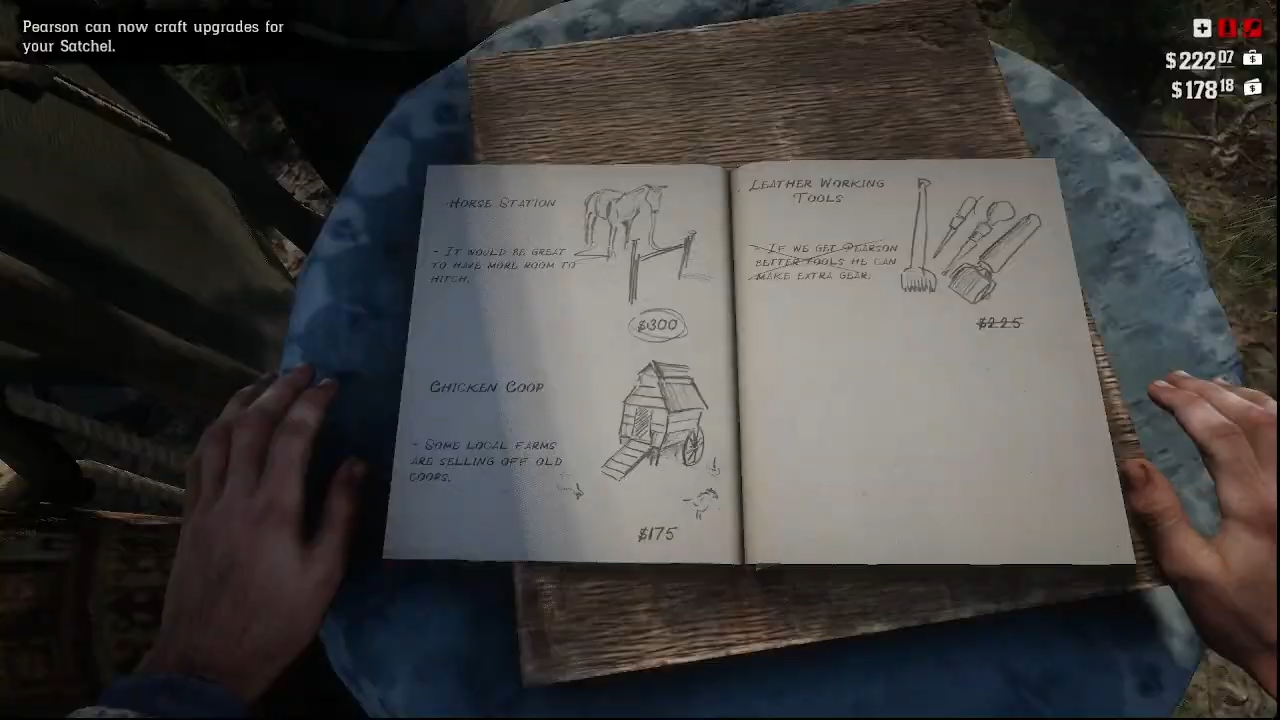 Pearson can now craft upgrades for
your Satchel.
$222 07
$178 18
HORSE STATION
- IT WOULD BE GREAT
TO HAVE MORE ROOM TO
HITCH.
$300
CHICKEN COOP
- SOME LOCAL FARMS
ARE SELLING OFF OLD
COOPS.
$175
LEATHER WORKING
TOOLS
- IF WE GET PEARSON
BETTER TOOLS HE CAN
MAKE EXTRA GEAR.
$225